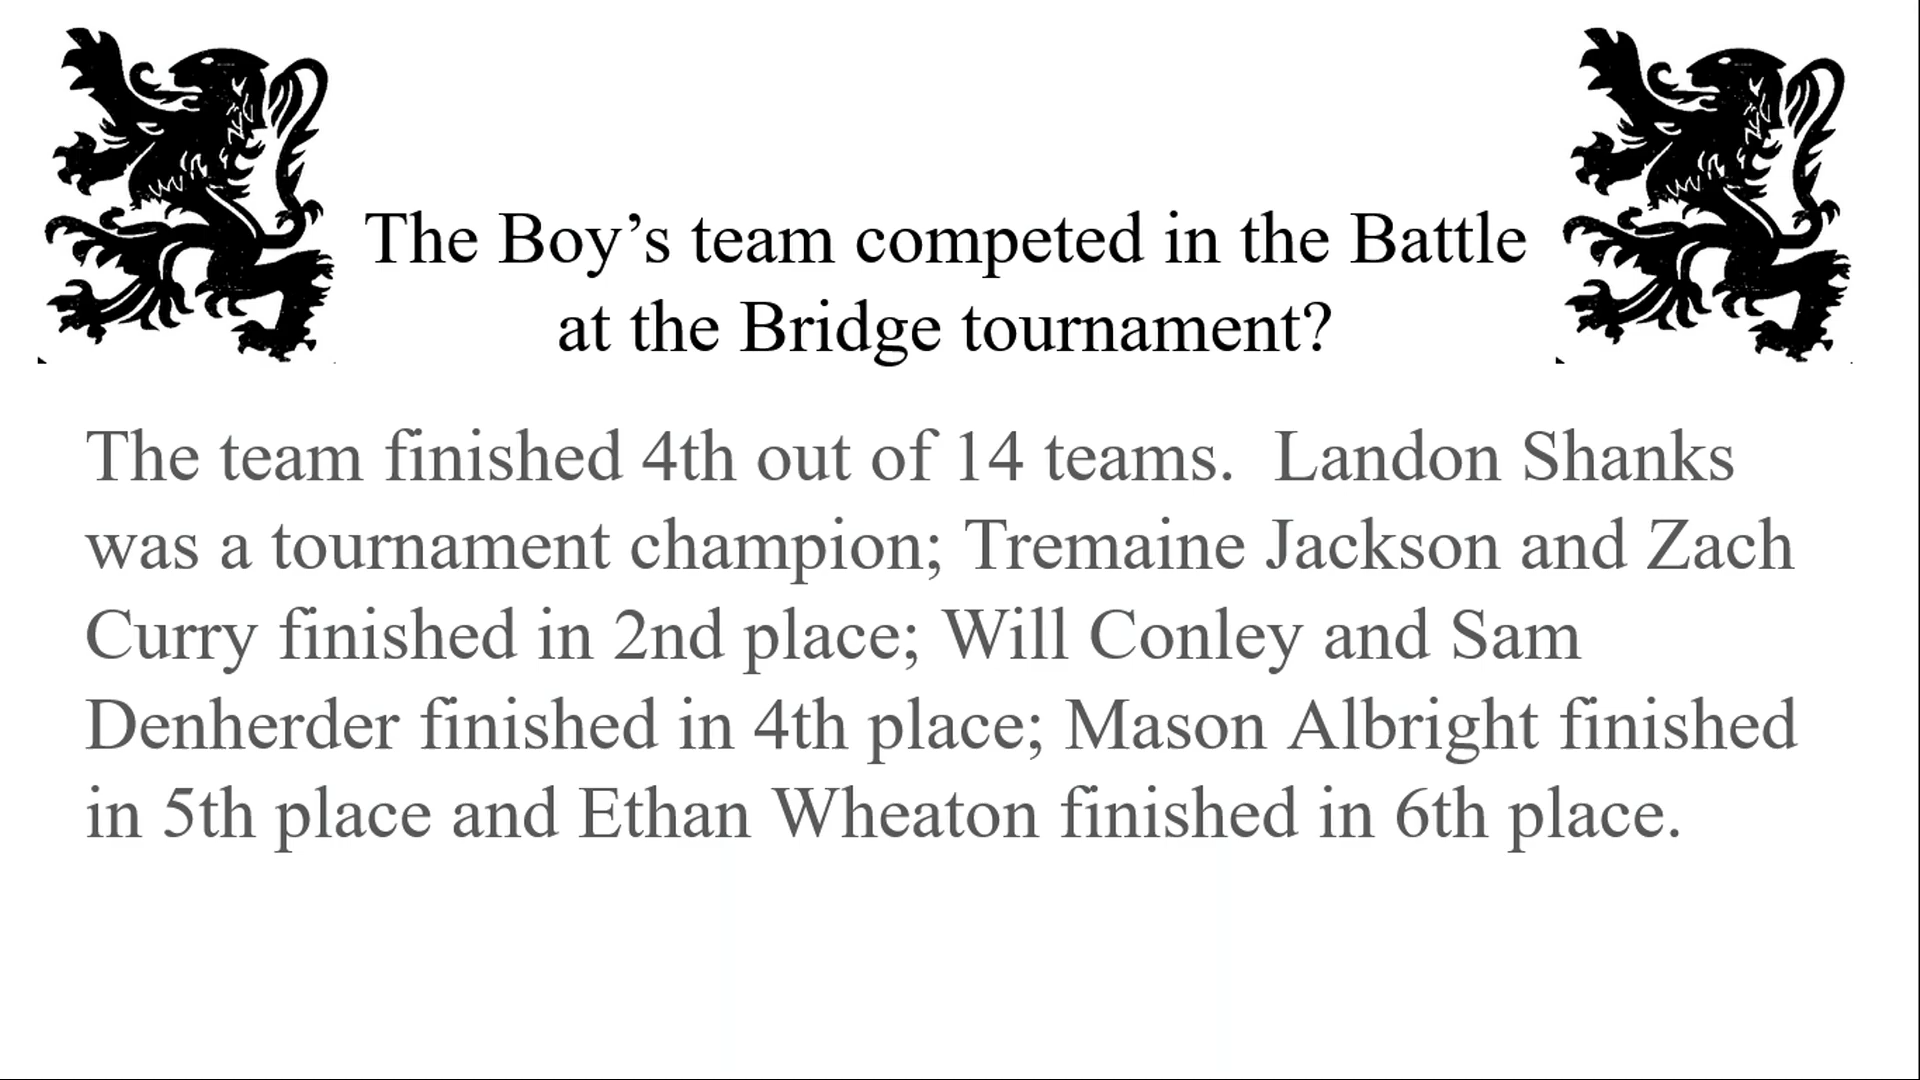 The Boy’s team competed in the Battle
at the Bridge tournament?
The team finished 4th out of 14 teams.  Landon Shanks
was a tournament champion; Tremaine Jackson and Zach
Curry finished in 2nd place; Will Conley and Sam
Denherder finished in 4th place; Mason Albright finished
in 5th place and Ethan Wheaton finished in 6th place.